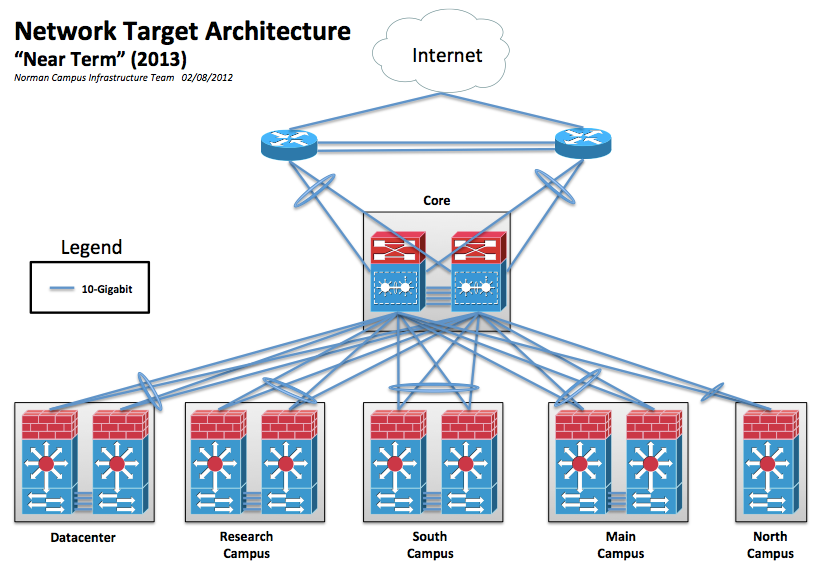 Network Target Architecture
“Near Term” (2013)
Norman Campus Infrastructure Team 02/08/2012
Internet
Core
Legend
10-Gigabit
Datacenter
Research
Campus
South
Campus
Main
Campus
North
Campus